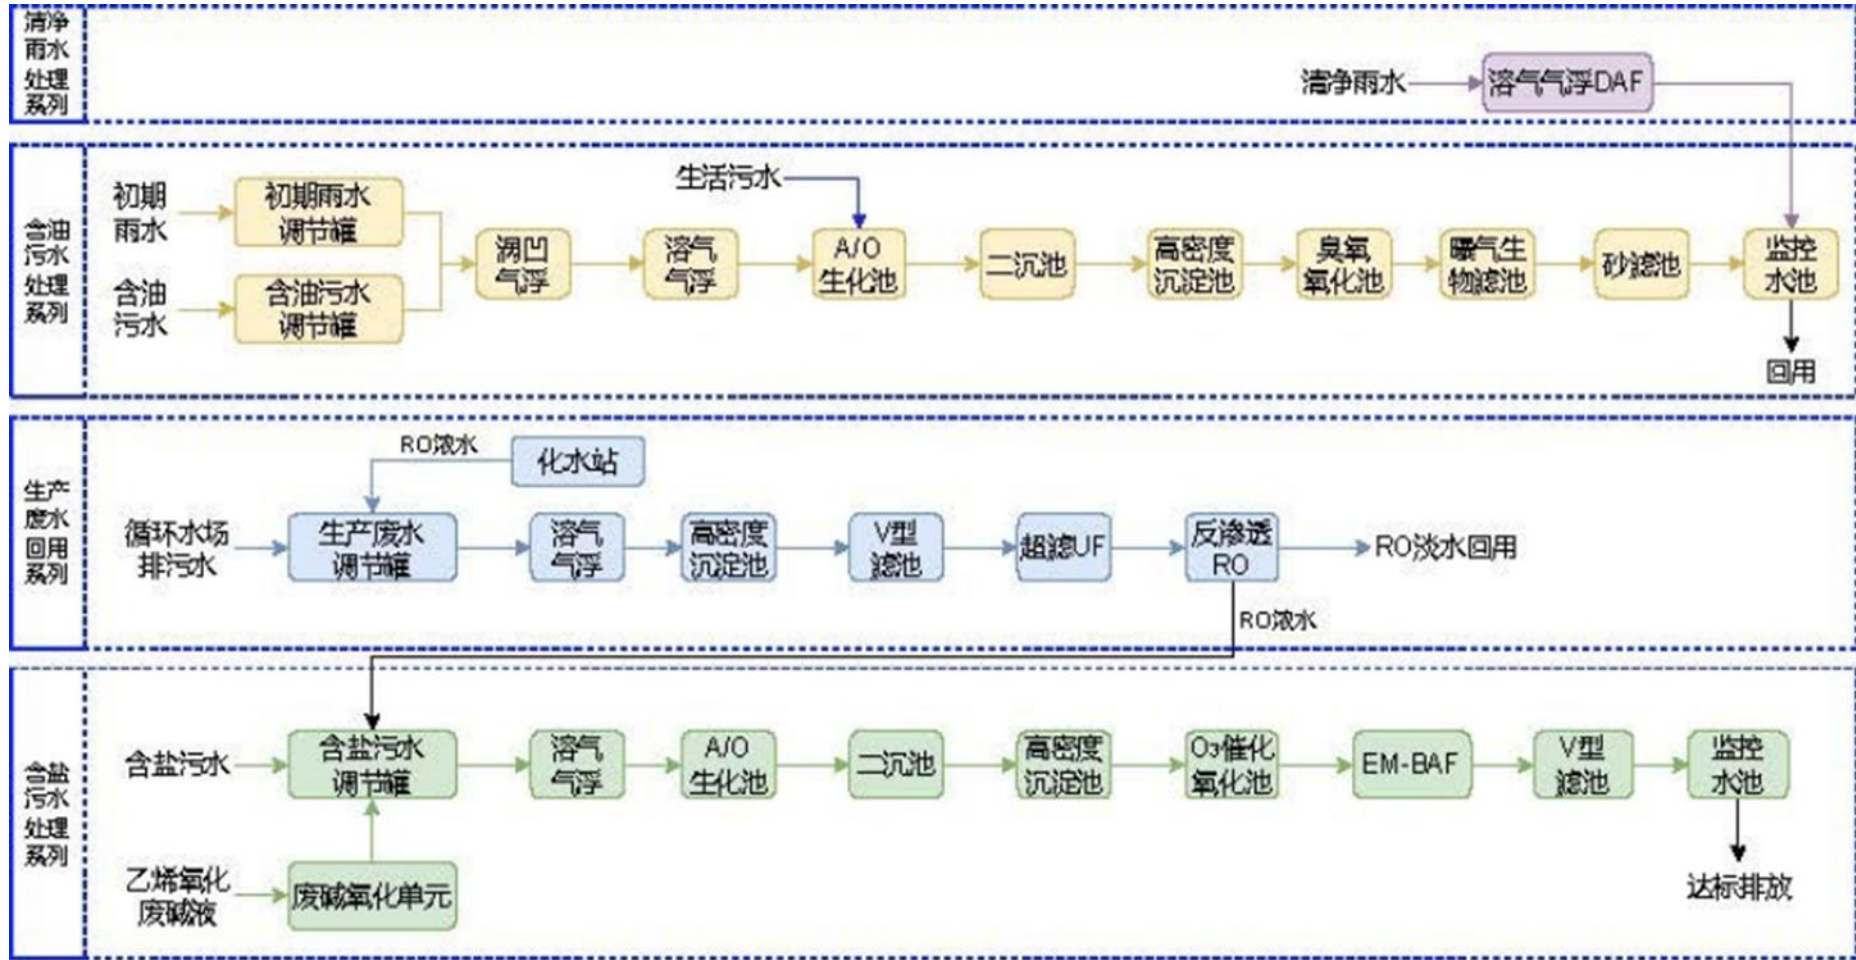 清净
雨水
处理
系列
清净雨水
溶气气浮DAF
含油
污水
处理
系列
初期
雨水
初期雨水
调节罐
含油
污水
含油污水
调节罐
涡凹
气浮
溶气
气浮
生活污水
A/O
生化池
二沉池
高密度
沉淀池
臭氧
氧化池
曝气生
物滤池
砂滤池
监控
水池
回用
生产
废水
回用
系列
RO浓水
化水站
循环水场
排污水
生产废水
调节罐
溶气
气浮
高密度
沉淀池
V型
滤池
超滤UF
反渗透
RO
RO淡水回用
RO浓水
含盐
污水
处理
系列
含盐污水
含盐污水
调节罐
溶气
气浮
A/O
生化池
二沉池
高密度
沉淀池
O3催化
氧化池
EM-BAF
V型
滤池
监控
水池
达标排放
乙烯氧化
废碱液
废碱氧化单元